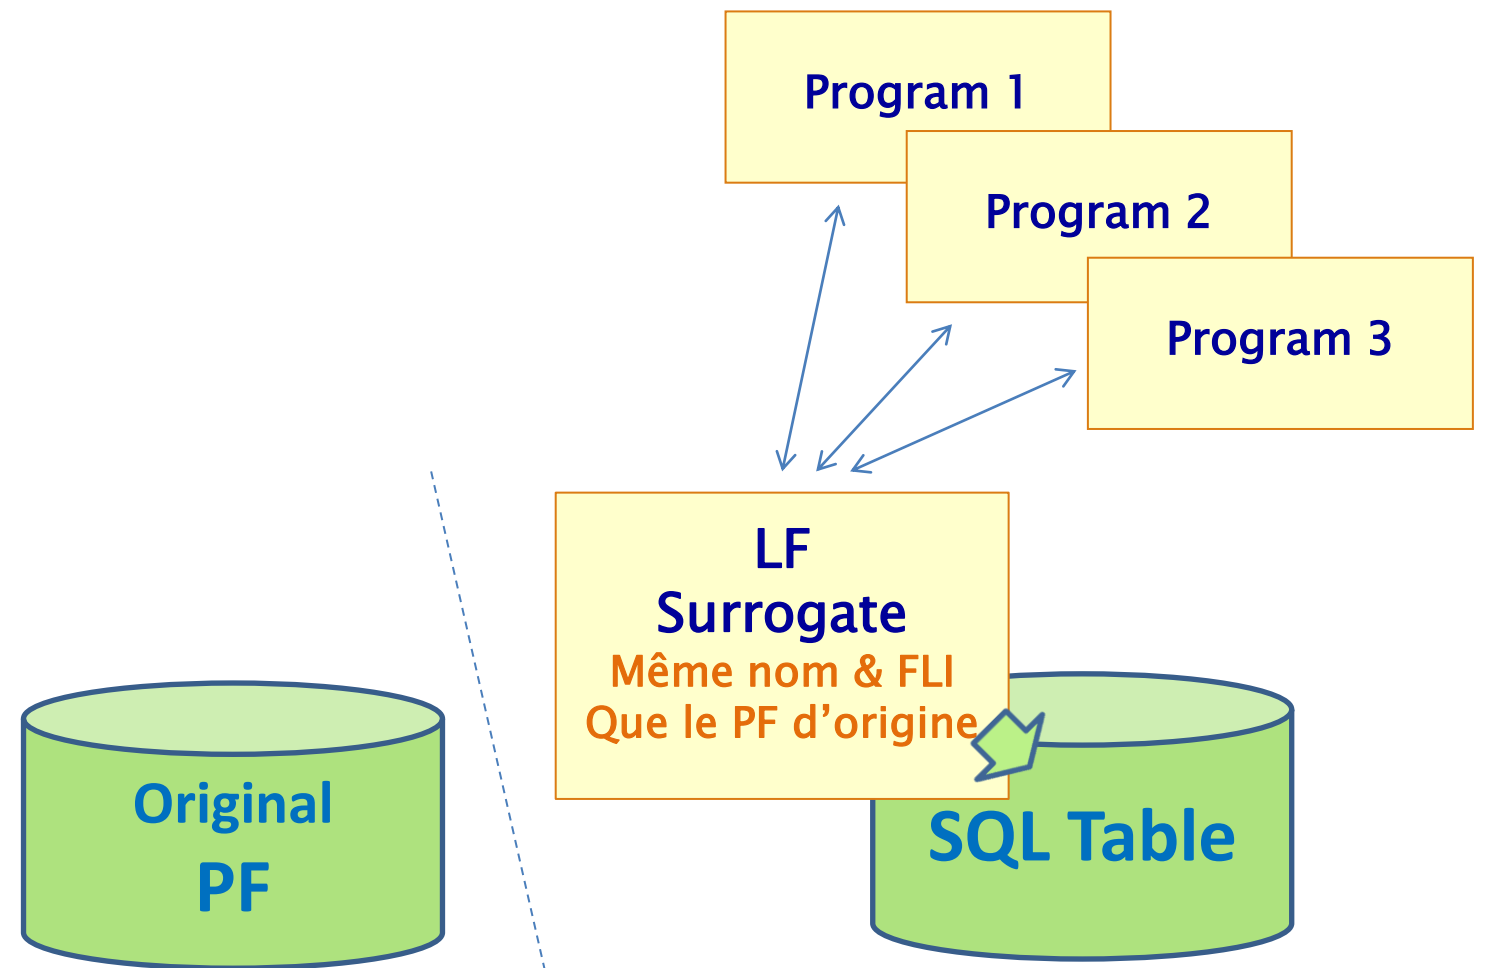 Program 1
Program 2
Program 3
LF
Surrogate
Même nom & FLI
Que le PF d’origine
Original
PF
SQL Table